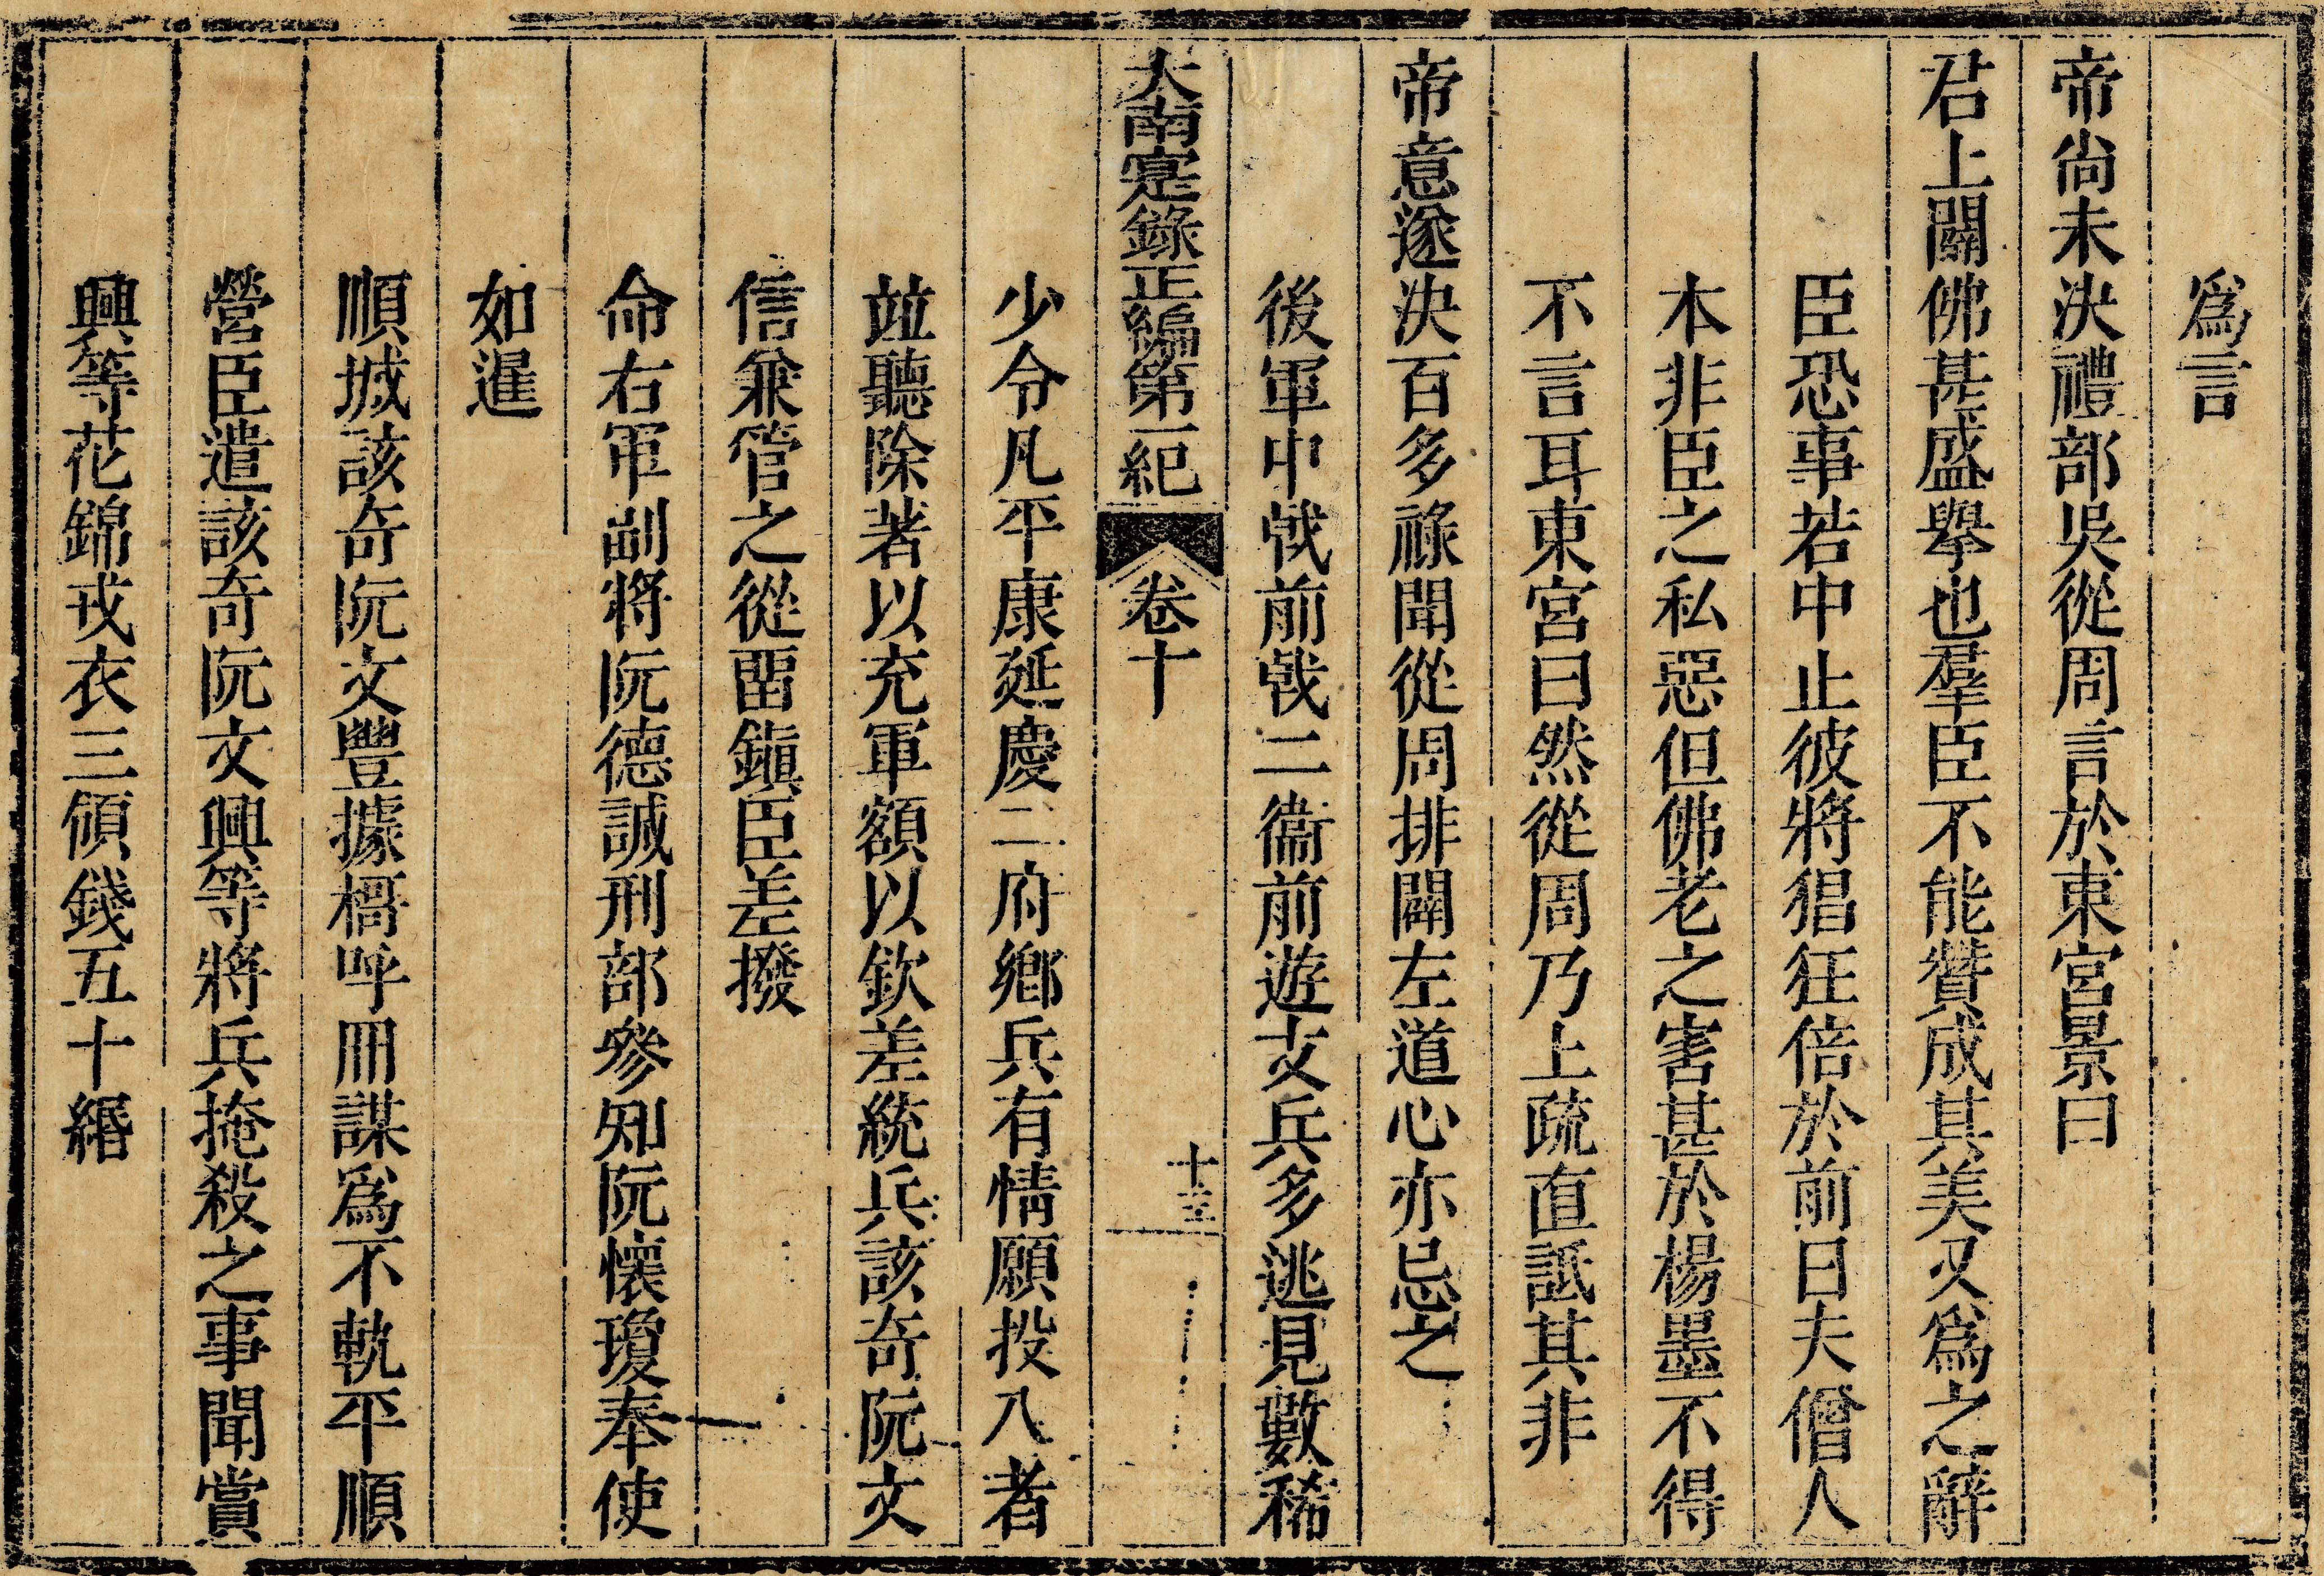 爲言
帝尙未決禮部吳從周言於東宮景曰
君上闢佛甚盛舉也羣臣不能贊成其美又爲之辭
臣恐事若中止彼將猖狂倍於前日夫僧人
本非臣之私惡但佛老之害甚於楊墨不得
不言耳東宮曰然從周乃上疏直詆其非
帝意遂決百多祿聞從周排闢左道心亦忌之
後軍中戙前戙二衞前遊支兵多逃見數稀
大南寔錄正編第一紀 卷十 十三
少令凡平康延慶二府鄕兵有情願投入者
竝聽除著以充軍額以欽差統兵該奇阮文
信兼管之從畱鎭臣差撥
命右軍副將阮德誠刑部參知阮懷瓊奉使
如暹
順城該奇阮文豐據槝呼冊謀爲不軌平順
營臣遣該奇阮文興等將兵掩殺之事聞賞
興等花錦戎衣三領錢五十緡